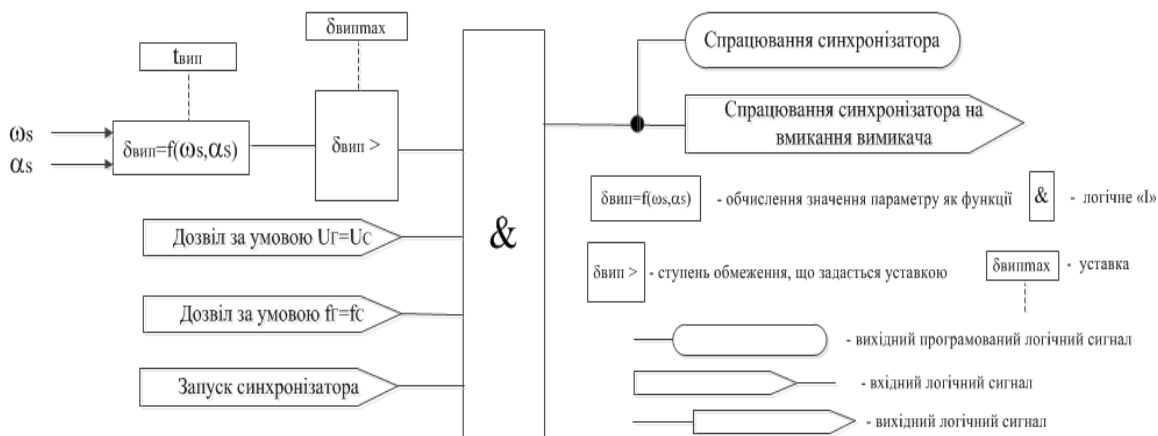 δвипmax
tвип
ωs
αs
δвип=f(ωs,αs)
δвип >
&
Спрацювання синхронізатора
Спрацювання синхронізатора на
вмикання вимикача
Дозвіл за умовою UГ=UС
Дозвіл за умовою fГ=fС
Запуск синхронізатора
δвип=f(ωs,αs) - обчислення значення параметру як функції
& - логічне «І»
δвип > - ступень обмеження, що задається уставкою
δвипmax - уставка
- вихідний програмований логічний сигнал
- вхідний логічний сигнал
- вихідний логічний сигнал